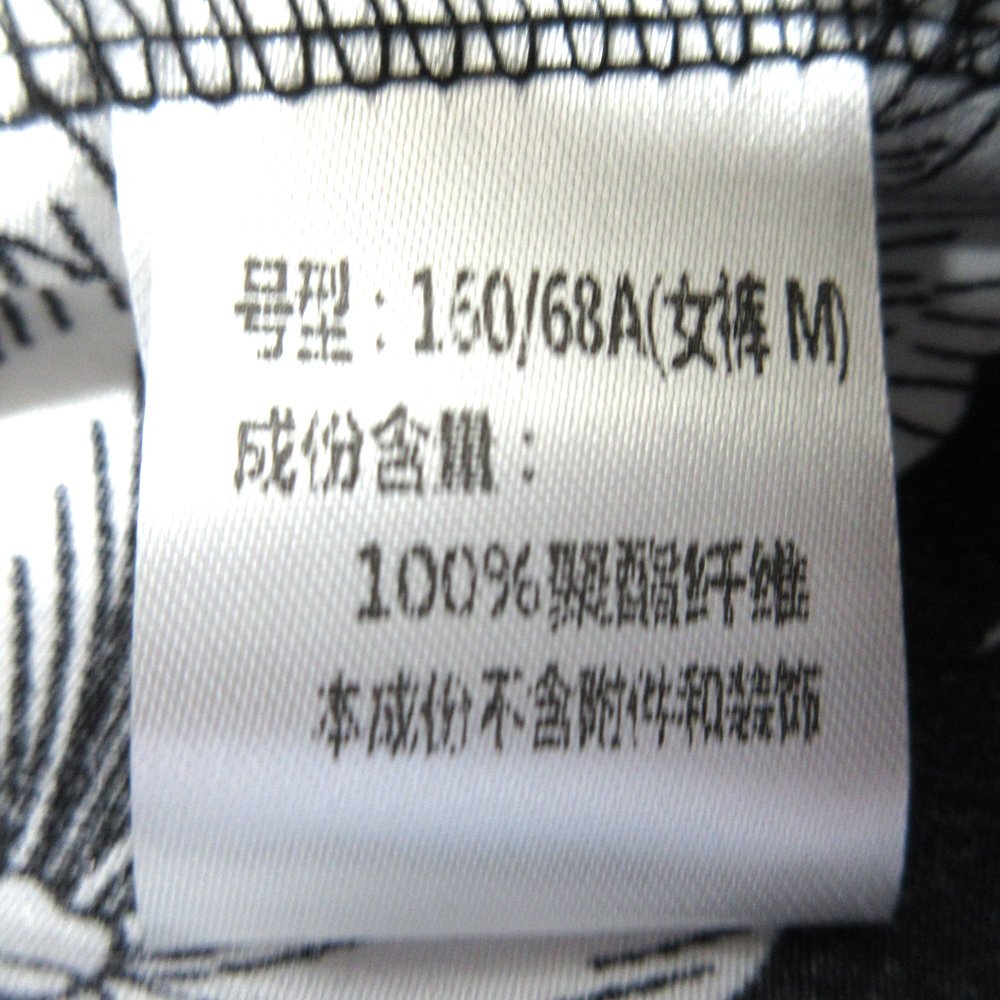 号型：160/68A(女裤 M)
成份含量：
100%聚酯纤维
本成份不含附件和装饰